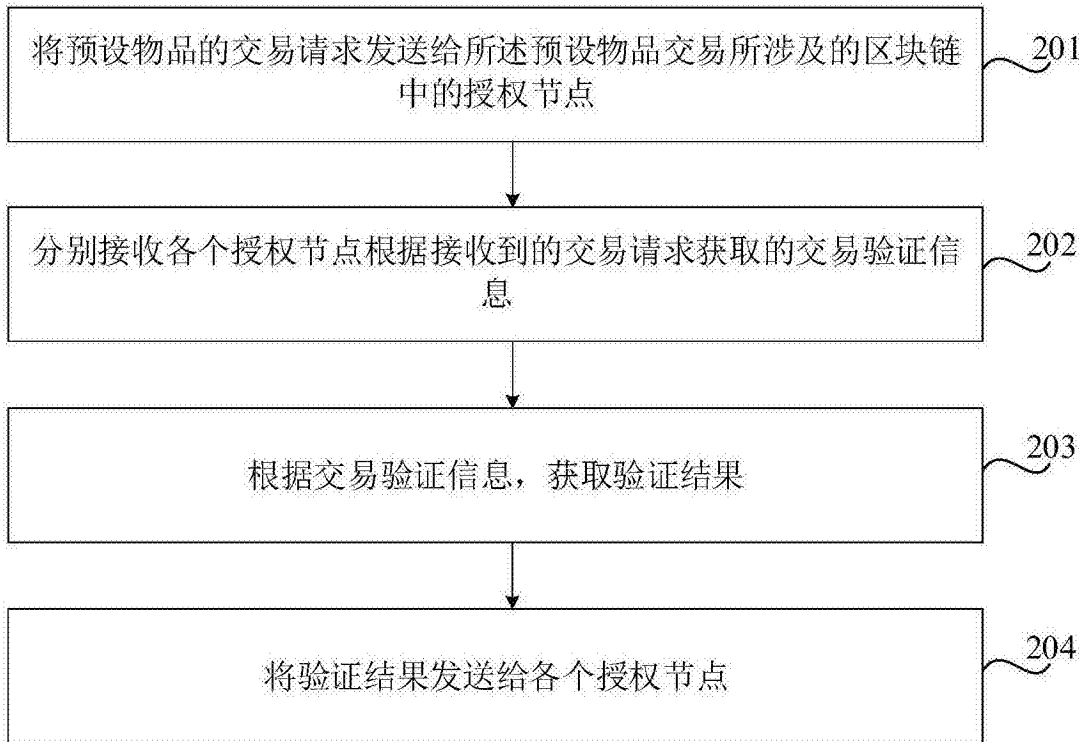 将预设物品的交易请求发送给所述预设物品交易所涉及的区块链
中的授权节点
201
分别接收各个授权节点根据接收到的交易请求获取的交易验证信
息
202
根据交易验证信息，获取验证结果
203
将验证结果发送给各个授权节点
204